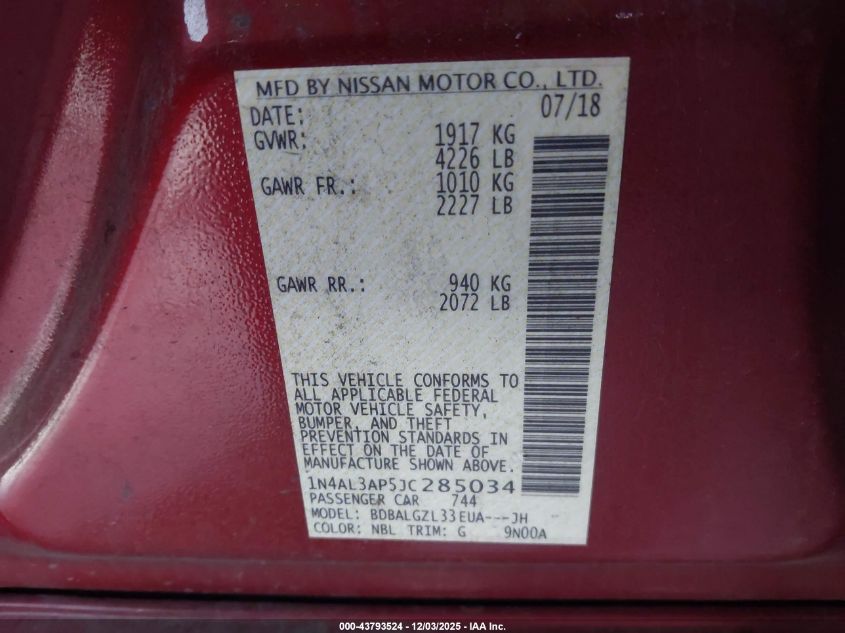 MFD BY NISSAN MOTOR CO., LTD.
DATE: 07/18
GVWR: 1917 KG
4226 LB
GAWR FR.: 1010 KG
2227 LB
GAWR RR.: 940 KG
2072 LB
THIS VEHICLE CONFORMS TO
ALL APPLICABLE FEDERAL
MOTOR VEHICLE SAFETY,
BUMPER, AND THEFT
PREVENTION STANDARDS IN
EFFECT ON THE DATE OF
MANUFACTURE SHOWN ABOVE.
1N4AL3AP5JC285034
PASSENGER CAR 744
MODEL: BDBALGZL33EUA---JH
COLOR: NBL TRIM: G 9N00A
000-43793524 - 12/03/2025 - IAA Inc.